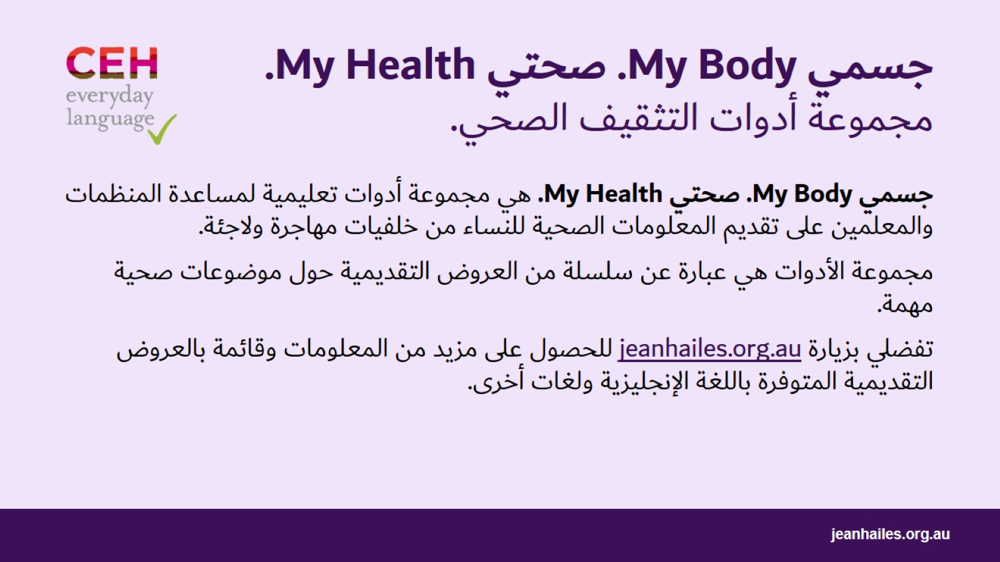 CEH
everyday
language
جسمي My Body. صحتي My Health.
مجموعة أدوات التثقيف الصحي.
جسمي My Body. صحتي My Health. هي مجموعة أدوات تعليمية لمساعدة المنظمات
والمعلمين على تقديم المعلومات الصحية للنساء من خلفيات مهاجرة ولاجئة.
مجموعة الأدوات هي عبارة عن سلسلة من العروض التقديمية حول موضوعات صحية
مهمة.
تفضلي بزيارة jeanhailes.org.au للحصول على مزيد من المعلومات وقائمة بالعروض
التقديمية المتوفرة باللغة الإنجليزية ولغات أخرى.
jeanhailes.org.au